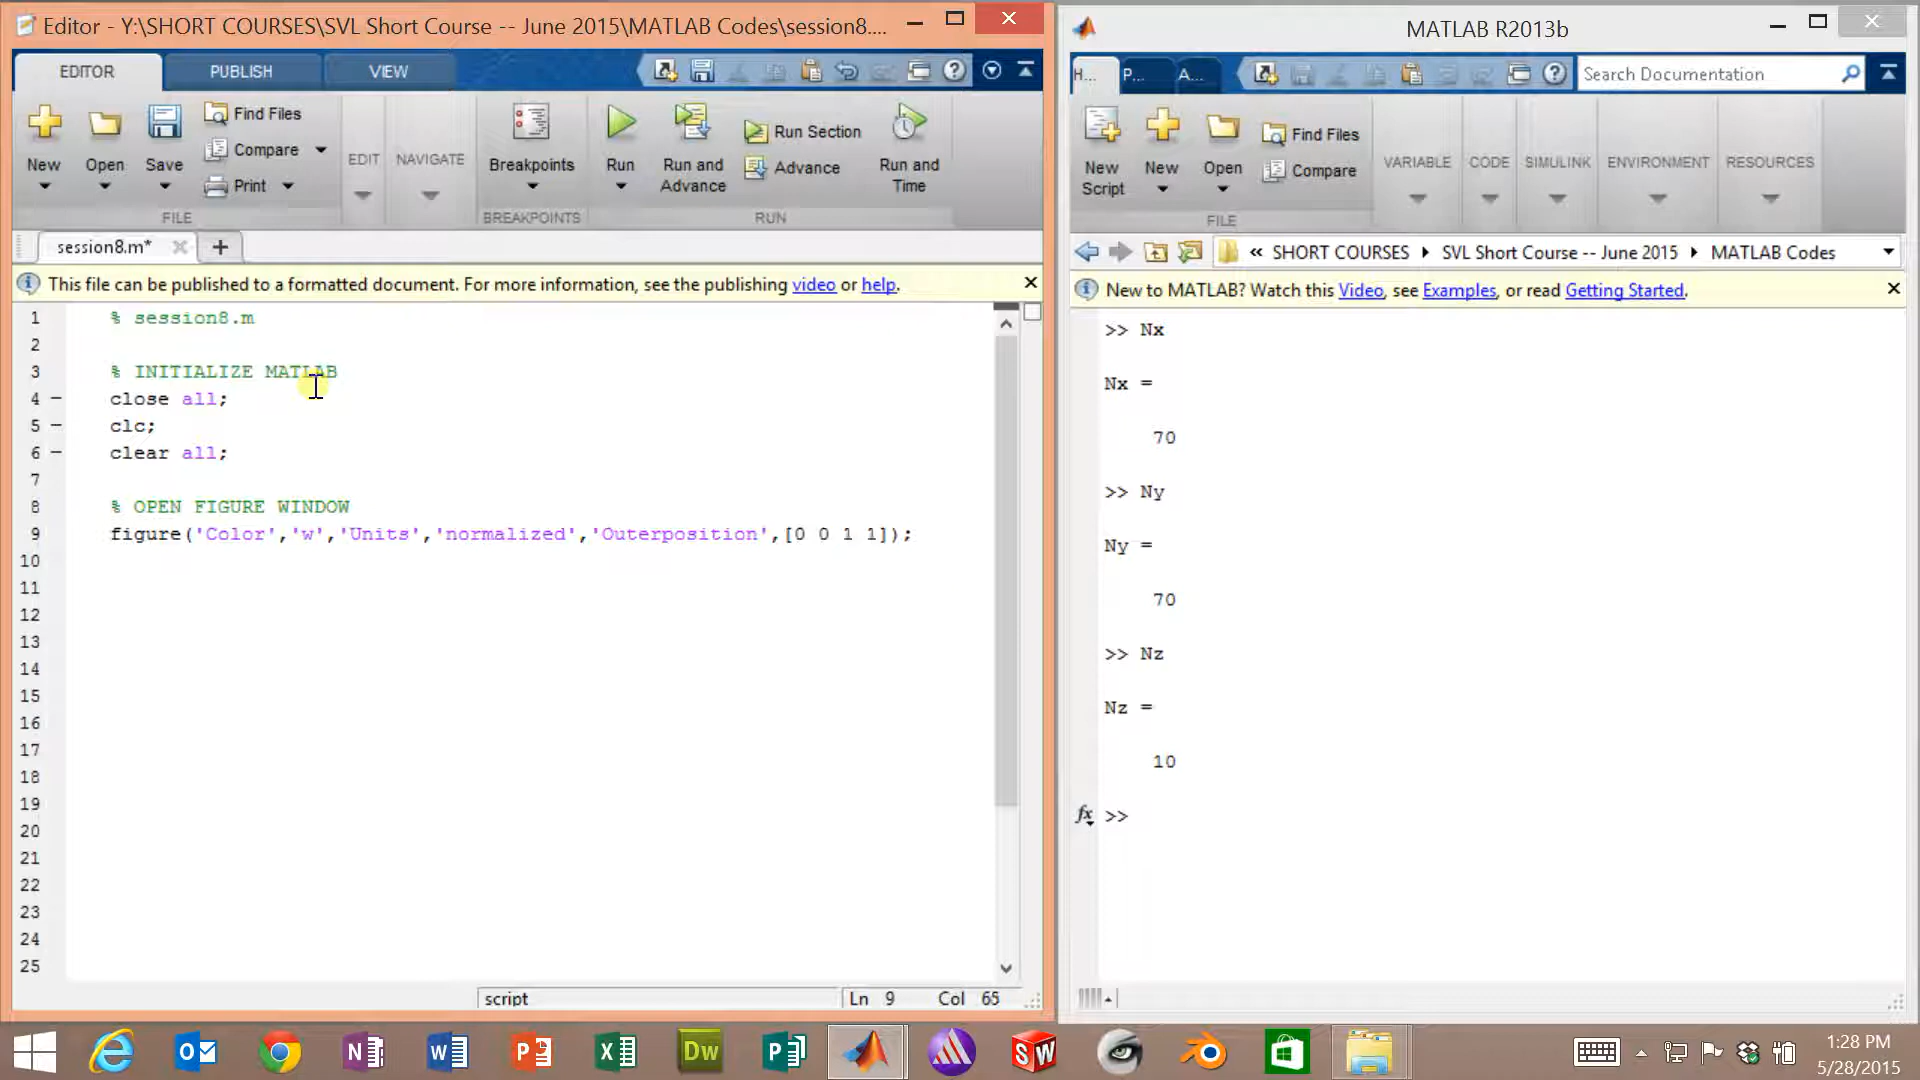 Editor - Y:\SHORT COURSES\SVL Short Course -- June 2015\MATLAB Codes\session8....
EDITOR PUBLISH VIEW
New Open Save
Find Files
Compare
Print
FILE
EDIT
NAVIGATE
Breakpoints
BREAKPOINTS
Run
Run and Advance
Run Section
Advance
Run and Time
RUN
session8.m*
This file can be published to a formatted document. For more information, see the publishing video or help.
1 % session8.m
2
3 % INITIALIZE MATLAB
4 – close all;
5 – clc;
6 – clear all;
7
8 % OPEN FIGURE WINDOW
9 figure('Color','w','Units','normalized','Outerposition',[0 0 1 1]);
10
11
12
13
14
15
16
17
18
19
20
21
22
23
24
25
script Ln 9 Col 65
MATLAB R2013b
H... P... A...
Search Documentation
New Script
New
Open
Find Files
Compare
FILE
VARIABLE CODE SIMULINK ENVIRONMENT RESOURCES
« SHORT COURSES SVL Short Course -- June 2015 MATLAB Codes
New to MATLAB? Watch this Video, see Examples, or read Getting Started.
>> Nx
Nx =
70
>> Ny
Ny =
70
>> Nz
Nz =
10
fx >>
1:28 PM
5/28/2015